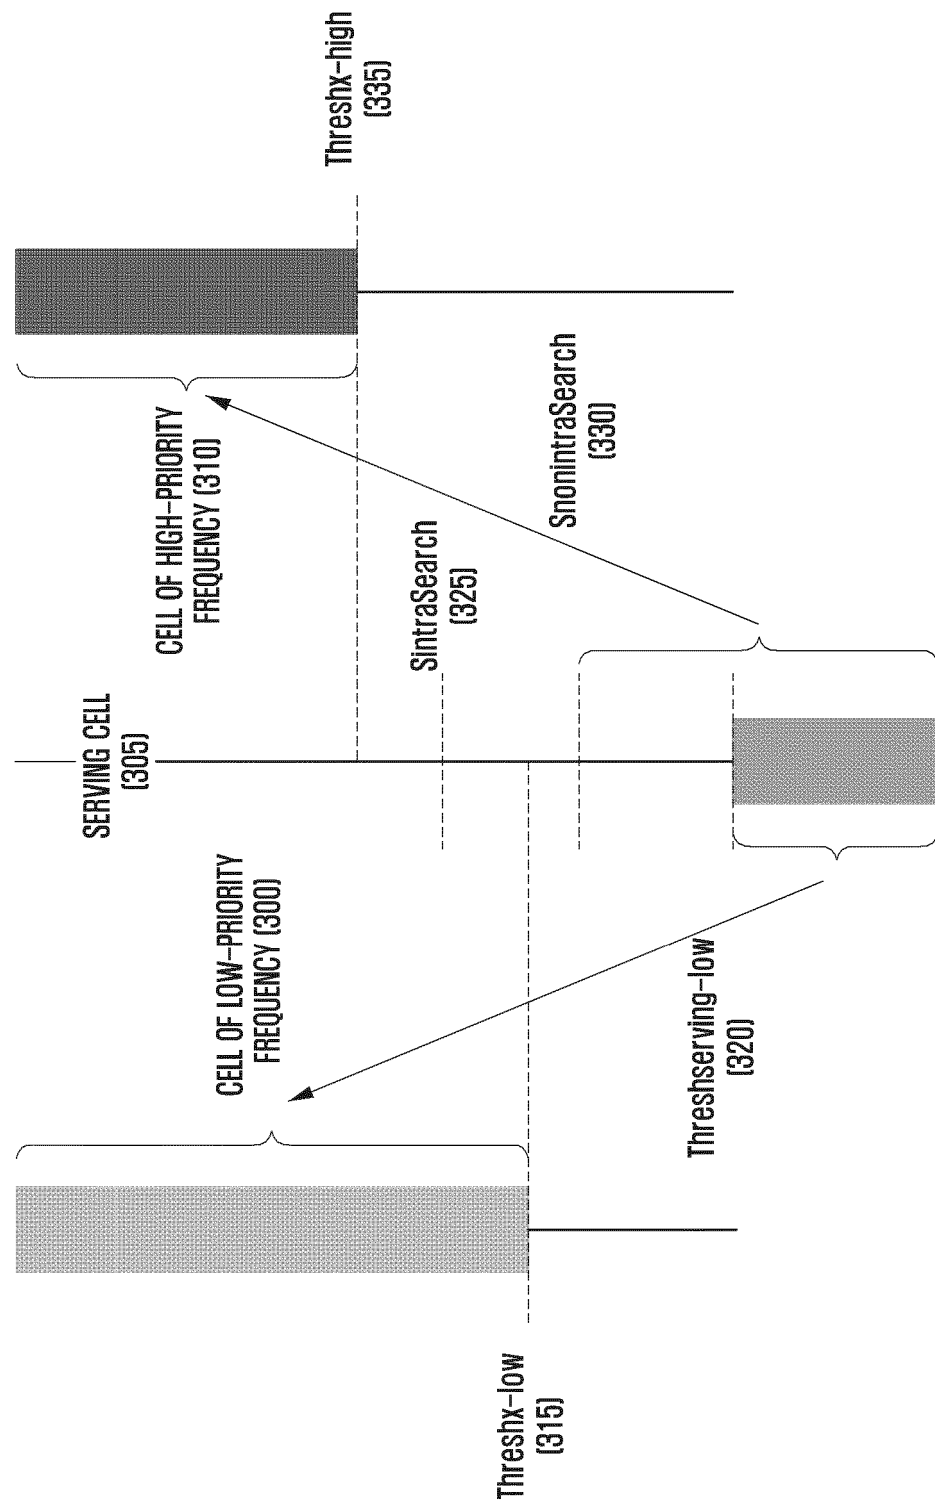 SERVING CELL
(305)
CELL OF HIGH-PRIORITY
FREQUENCY (310)
CELL OF LOW-PRIORITY
FREQUENCY (300)
Threshx-high
(335)
SintraSearch
(325)
Threshx-low
(315)
SnonintraSearch
(330)
Threshserving-low
(320)